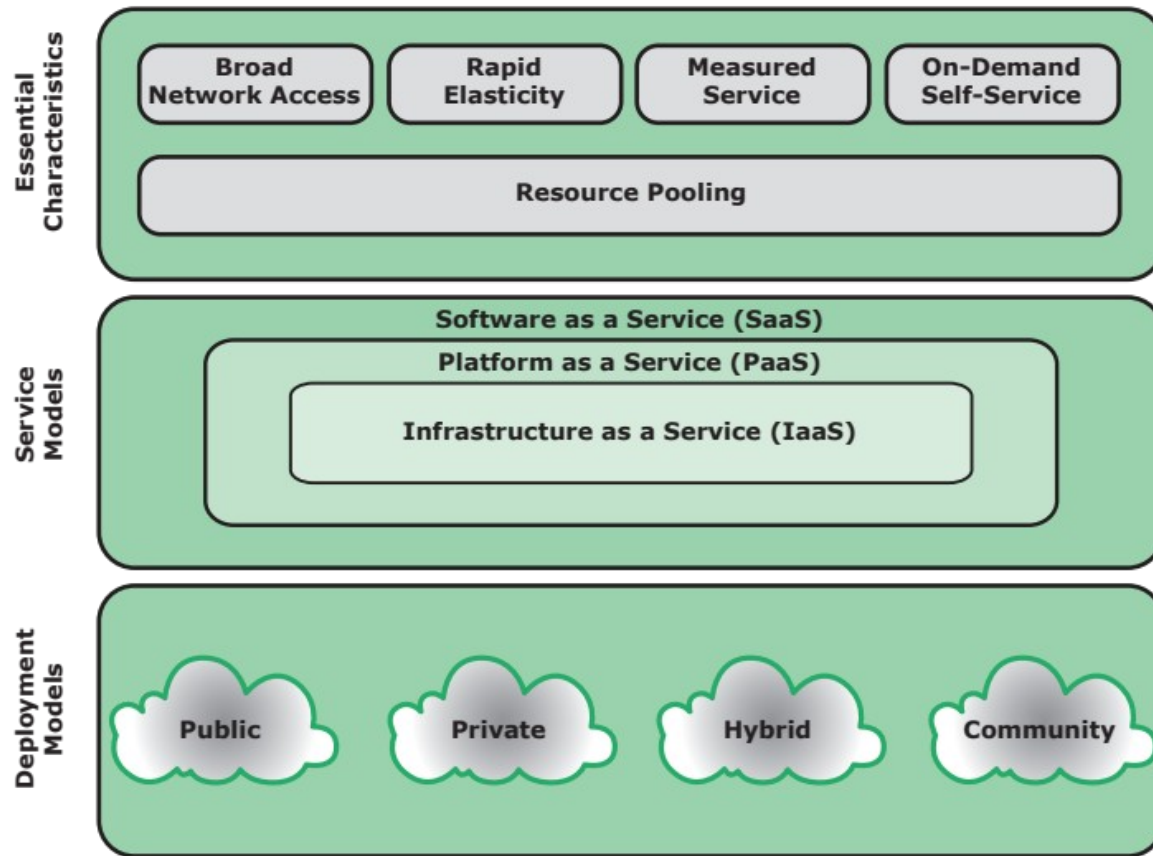 Essential
Characteristics
Broad
Network Access
Rapid
Elasticity
Measured
Service
On-Demand
Self-Service
Resource Pooling
Service
Models
Software as a Service (SaaS)
Platform as a Service (PaaS)
Infrastructure as a Service (IaaS)
Deployment
Models
Public
Private
Hybrid
Community